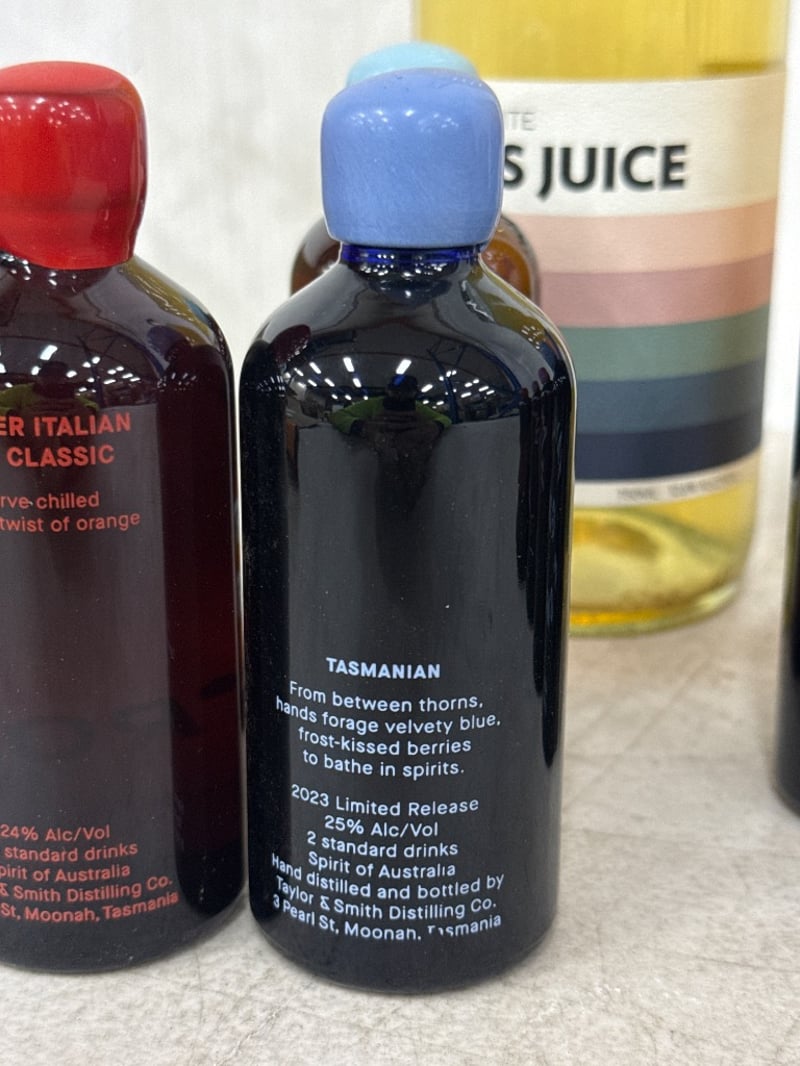 ER ITALIAN
CLASSIC
rve chilled
twist of orange
24% Alc/Vol
standard drinks
pirit of Australia
& Smith Distilling Co.
St, Moonah, Tasmania
TASMANIAN
From between thorns,
hands forage velvety blue,
frost-kissed berries
to bathe in spirits.
2023 Limited Release
25% Alc/Vol
2 standard drinks
Spirit of Australia
Hand distilled and bottled by
Taylor & Smith Distilling Co.
3 Pearl St, Moonah, Tasmania
TE
S JUICE